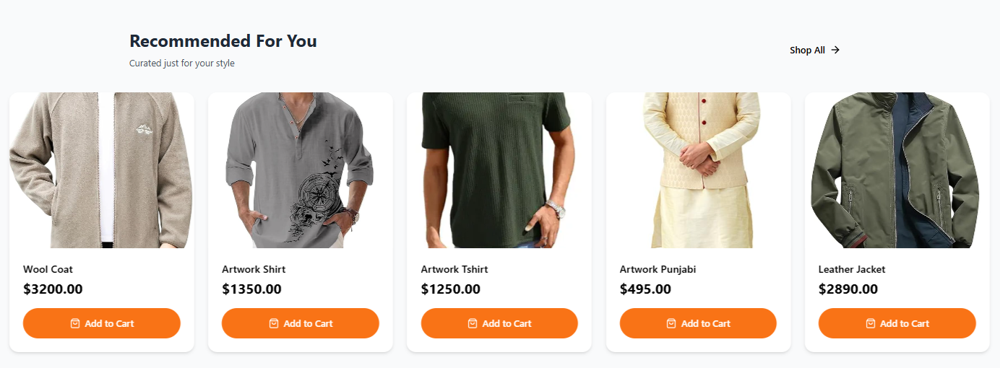 Recommended For You
Curated just for your style
Shop All
Wool Coat
$3200.00
Add to Cart
Artwork Shirt
$1350.00
Add to Cart
Artwork Tshirt
$1250.00
Add to Cart
Artwork Punjabi
$495.00
Add to Cart
Leather Jacket
$2890.00
Add to Cart